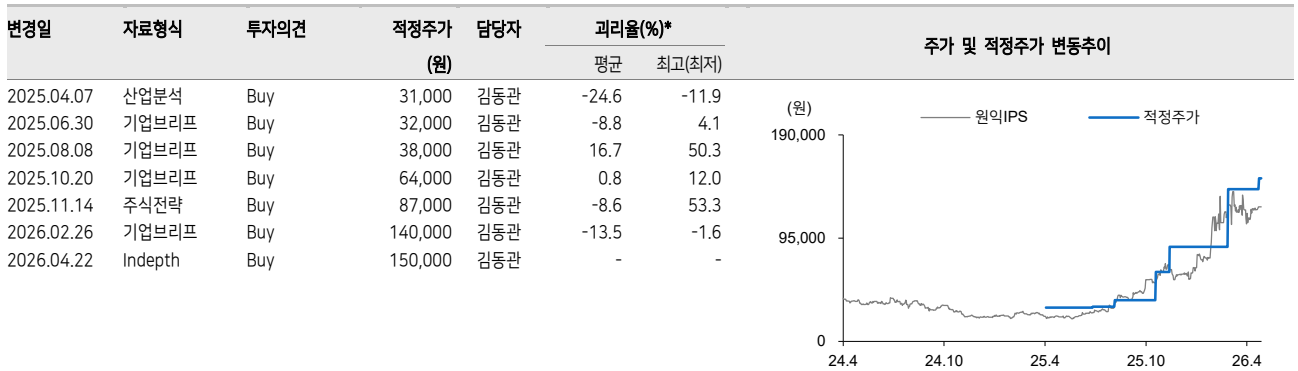 변경일 자료형식 투자의견 적정주가 담당자 괴리율(%)* 주가 및 적정주가 변동추이
(원) 평균 최고(최저)
2025.04.07 산업분석 Buy 31,000 김동관 -24.6 -11.9
2025.06.30 기업브리프 Buy 32,000 김동관 -8.8 4.1
2025.08.08 기업브리프 Buy 38,000 김동관 16.7 50.3
2025.10.20 기업브리프 Buy 64,000 김동관 0.8 12.0
2025.11.14 주식전략 Buy 87,000 김동관 -8.6 53.3
2026.02.26 기업브리프 Buy 140,000 김동관 -13.5 -1.6
2026.04.22 Indepth Buy 150,000 김동관 - -
(원) 원익IPS 적정주가
190,000
95,000
0
24.4 24.10 25.4 25.10 26.4